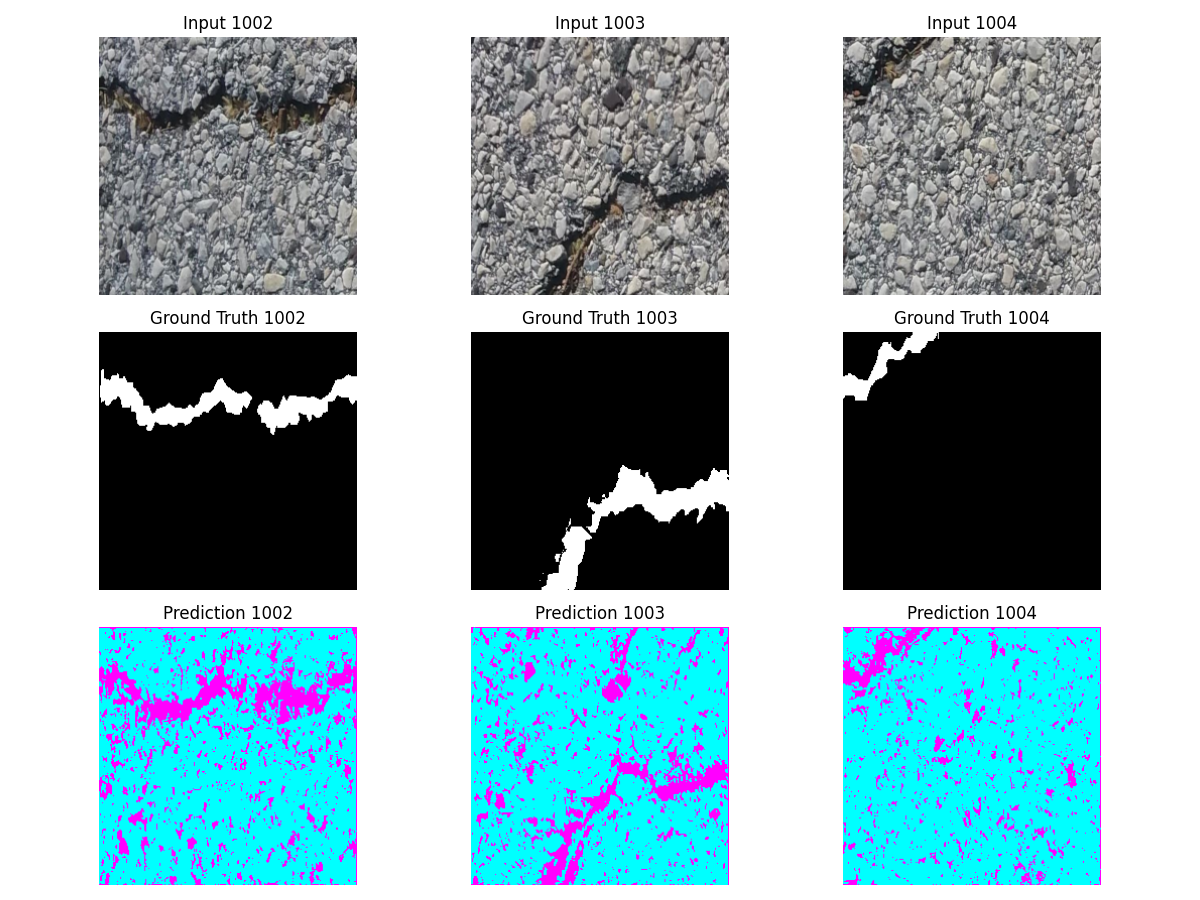 Input 1002
Input 1003
Input 1004
Ground Truth 1002
Ground Truth 1003
Ground Truth 1004
Prediction 1002
Prediction 1003
Prediction 1004